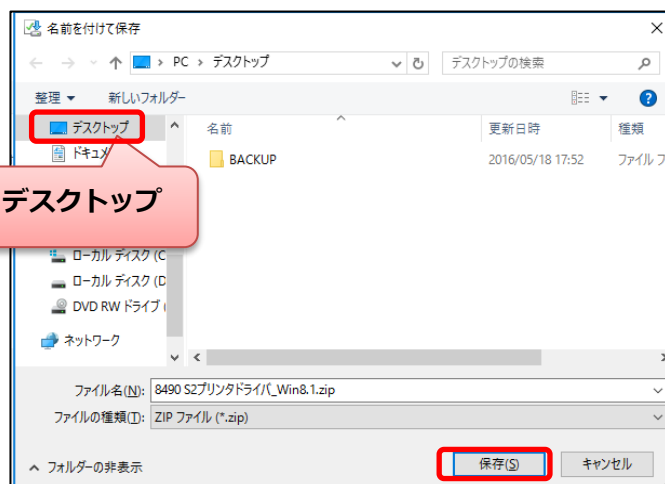 名前を付けて保存
PC › デスクトップ
デスクトップの検索
整理 新しいフォルダー
デスクトップ
名前 更新日時 種類
BACKUP 2016/05/18 17:52 ファイル フ
ドキュメ
デスクトップ
ローカル ディスク (C
ローカル ディスク (D
DVD RW ドライブ (
ネットワーク
ファイル名(N): 8490 S2プリンタドライバ_Win8.1.zip
ファイルの種類(T): ZIP ファイル (*.zip)
フォルダーの非表示
保存(S)
キャンセル